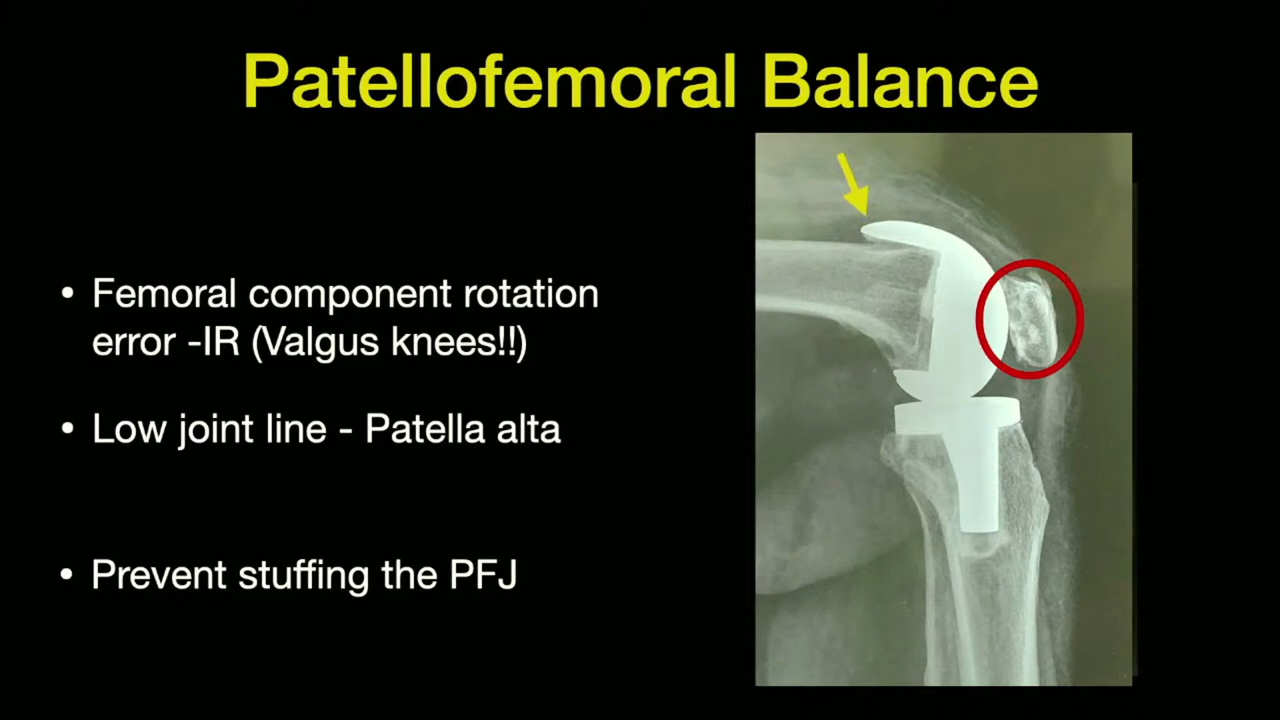 Patellofemoral Balance
• Femoral component rotation
error -IR (Valgus knees!!)
• Low joint line - Patella alta
• Prevent stuffing the PFJ